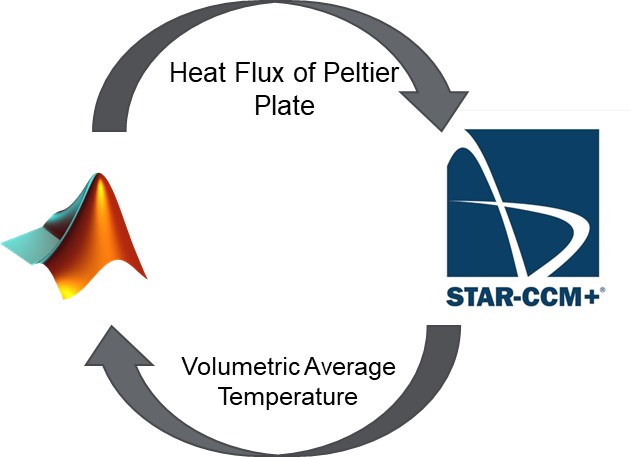 Heat Flux of Peltier
Plate
STAR-CCM+®
Volumetric Average
Temperature